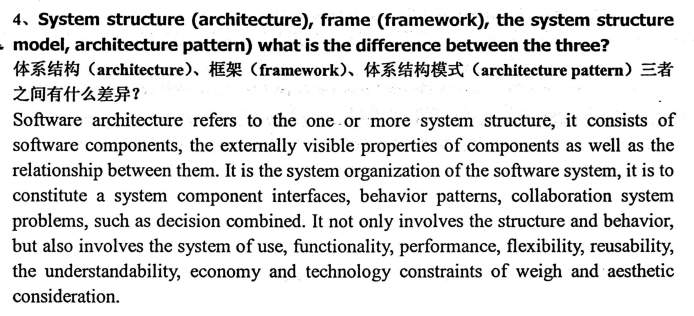 4、System structure (architecture), frame (framework), the system structure
model, architecture pattern) what is the difference between the three?
体系结构（architecture）、框架（framework）、体系结构模式（architecture pattern）三者
之间有什么差异？
Software architecture refers to the one or more system structure, it consists of
software components, the externally visible properties of components as well as the
relationship between them. It is the system organization of the software system, it is to
constitute a system component interfaces, behavior patterns, collaboration system
problems, such as decision combined. It not only involves the structure and behavior,
but also involves the system of use, functionality, performance, flexibility, reusability,
the understandability, economy and technology constraints of weigh and aesthetic
consideration.